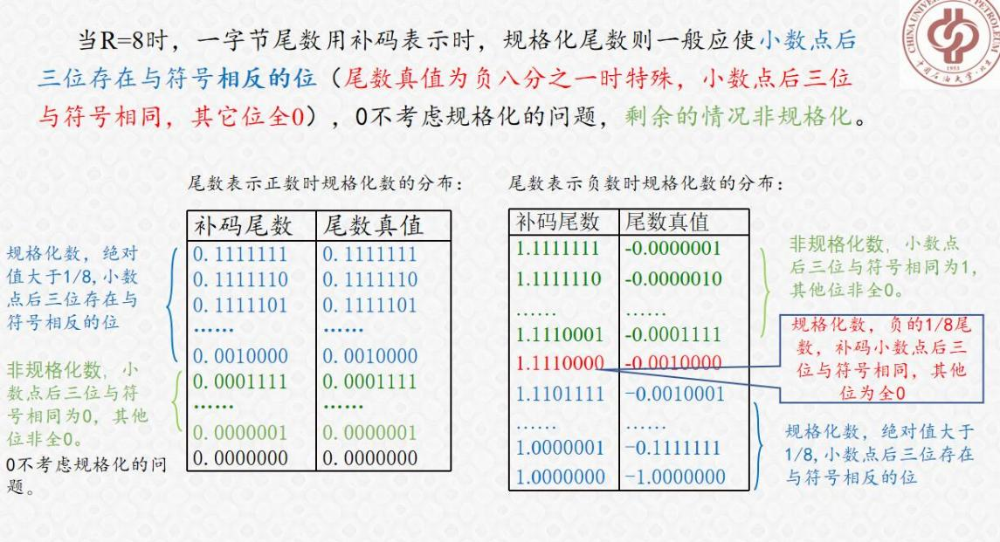 当R=8时，一字节尾数用补码表示时，规格化尾数则一般应使小数点后
三位存在与符号相反的位（尾数真值为负八分之一时特殊，小数点后三位
与符号相同，其它位全0），0不考虑规格化的问题，剩余的情况非规格化。
尾数表示正数时规格化数的分布：
规格化数，绝对
值大于1/8,小数
点后三位存在与
符号相反的位
非规格化数，小
数点后三位与符
号相同为0，其他
位非全0。
0不考虑规格化的问
题。
补码尾数 尾数真值
0.1111111 0.1111111
0.1111110 0.1111110
0.1111101 0.1111101
…… ……
0.0010000 0.0010000
0.0001111 0.0001111
…… ……
0.0000001 0.0000001
0.0000000 0.0000000
尾数表示负数时规格化数的分布：
补码尾数 尾数真值
1.1111111 -0.0000001
1.1111110 -0.0000010
…… ……
1.1110001 -0.0001111
1.1110000 -0.0010000
1.1101111 -0.0010001
…… ……
1.0000001 -0.1111111
1.0000000 -1.0000000
非规格化数，小数点
后三位与符号相同为1，
其他位非全0。
规格化数，负的1/8尾
数，补码小数点后三
位与符号相同，其他
位为全0
规格化数，绝对值大于
1/8,小数点后三位存在
与符号相反的位